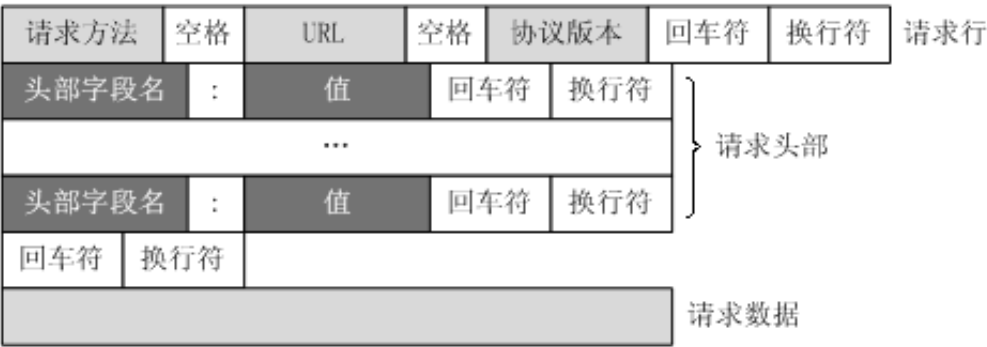 请求方法 空格 URL 空格 协议版本 回车符 换行符 请求行
头部字段名 : 值 回车符 换行符
... 请求头部
头部字段名 : 值 回车符 换行符
回车符 换行符
请求数据